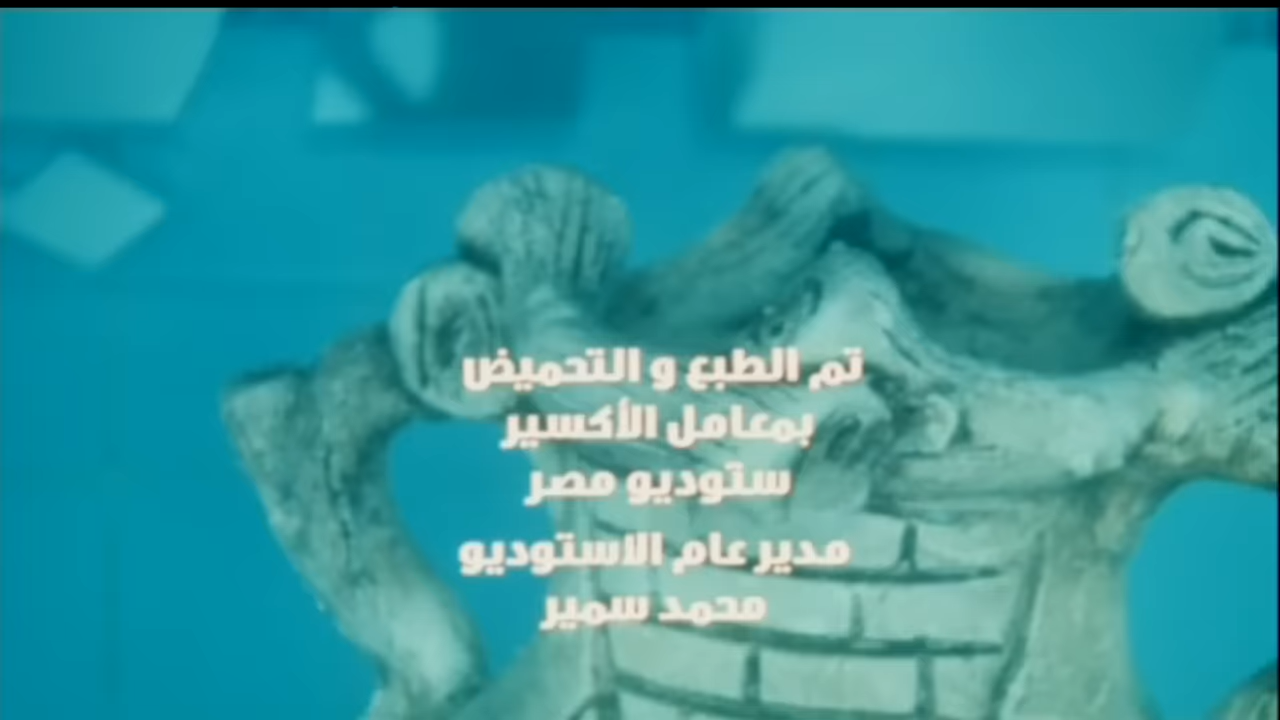 تم الطبع و التحميض
بمعامل الأكسير
ستوديو مصر
مدير عام الاستوديو
محمد سمير